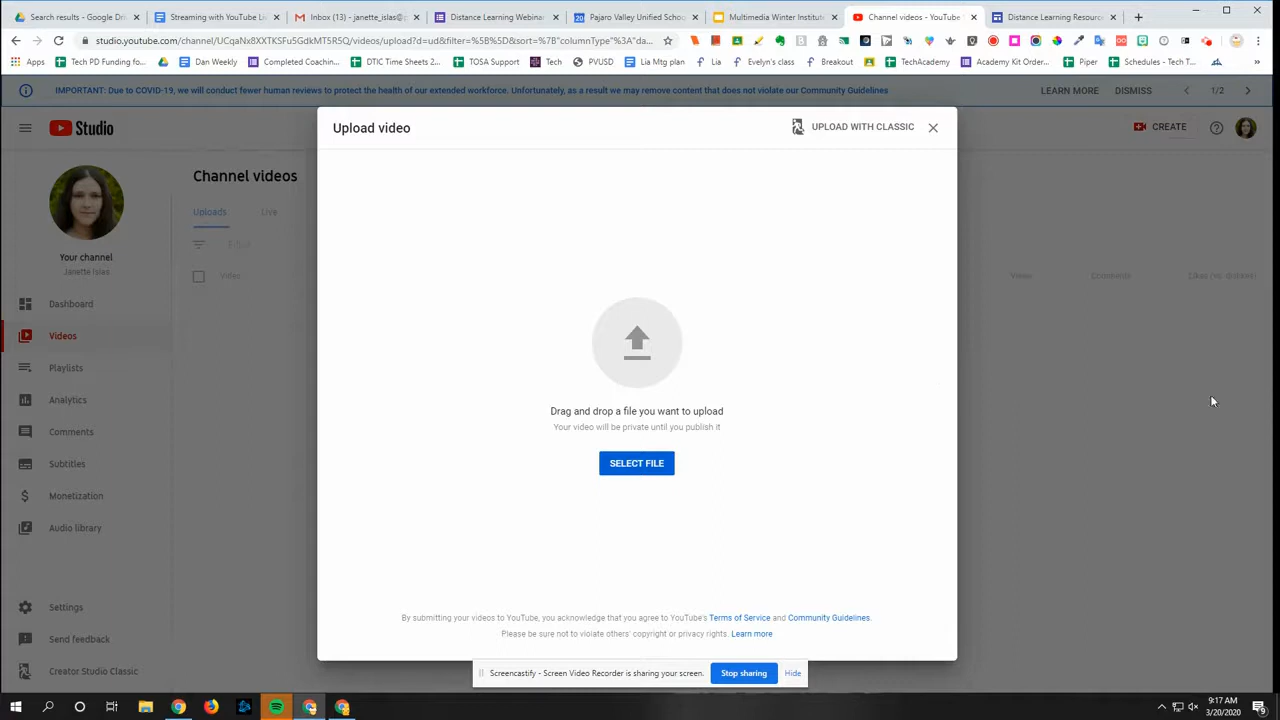 Search results - Google Dri
Streaming with YouTube Li
Inbox (13) - janette_islas@
Distance Learning Webinar
Pajaro Valley Unified Schoo
Multimedia Winter Institute
Channel videos - YouTube
Distance Learning Resourc
studio.youtube.com/channel/UCqaNx8XXTKSIu5GdkMT5R5Q/videos/upload?d=ud&filter=%5B%5D&sort=%7B"columnType"%3A"da...
Apps
Tech PD Funding fo...
Dan Weekly
Completed Coachin...
DTIC Time Sheets 2...
TOSA Support
Tech
PVUSD
Lia Mtg plan
Lia
Evelyn's class
Breakout
TechAcademy
Academy Kit Order...
Piper
Schedules - Tech T...
»
IMPORTANT: Due to COVID-19, we will conduct fewer human reviews to protect the health of our extended workforce. Unfortunately, as a result we may remove content that does not violate our Community Guidelines
LEARN MORE
DISMISS
1/2
Studio
Upload video
UPLOAD WITH CLASSIC
CREATE
Channel videos
Uploads
Live
Filter
Video
Views
Comments
Likes (vs. dislikes)
Your channel
Janette Islas
Dashboard
Videos
Playlists
Analytics
Comments
Subtitles
Monetization
Audio library
Settings
Send feedback
Creator Studio Classic
Drag and drop a file you want to upload
Your video will be private until you publish it
SELECT FILE
By submitting your videos to YouTube, you acknowledge that you agree to YouTube's Terms of Service and Community Guidelines.
Please be sure not to violate others' copyright or privacy rights. Learn more
Screencastify - Screen Video Recorder is sharing your screen.
Stop sharing
Hide
9:17 AM
3/20/2020